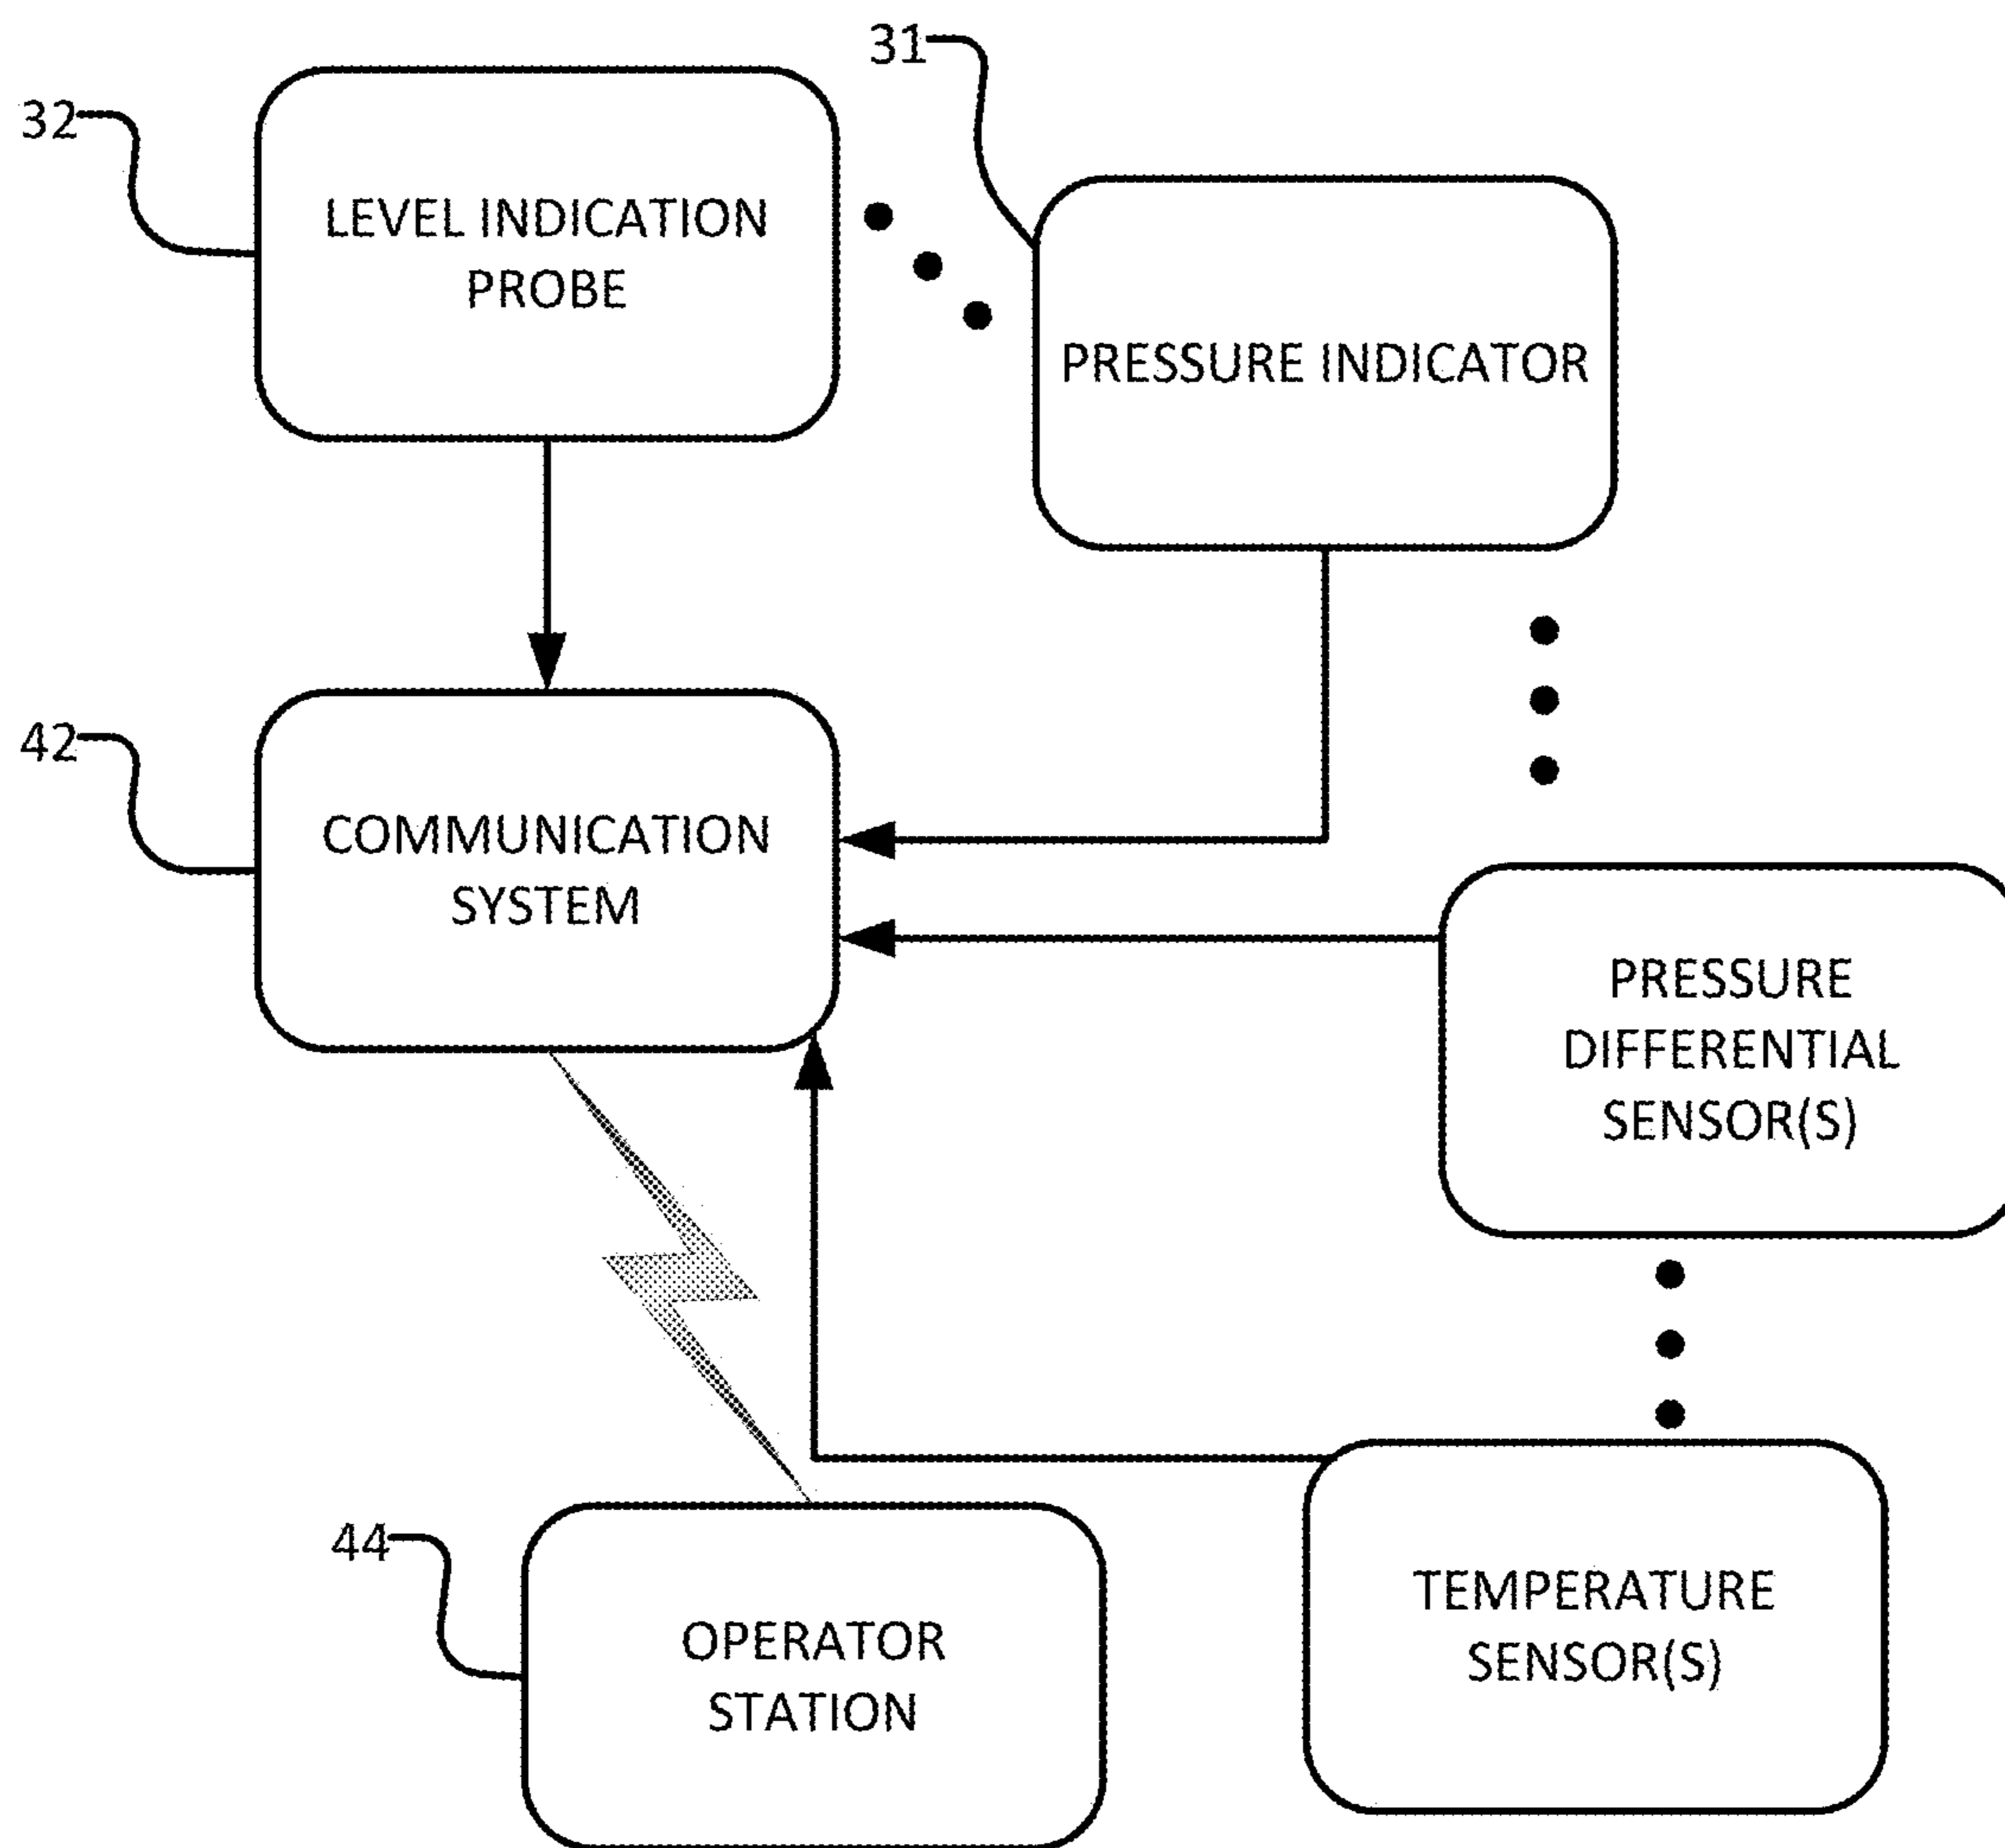 31
32
LEVEL INDICATION
PROBE
PRESSURE INDICATOR
42
COMMUNICATION
SYSTEM
PRESSURE
DIFFERENTIAL
SENSOR(S)
44
OPERATOR
STATION
TEMPERATURE
SENSOR(S)